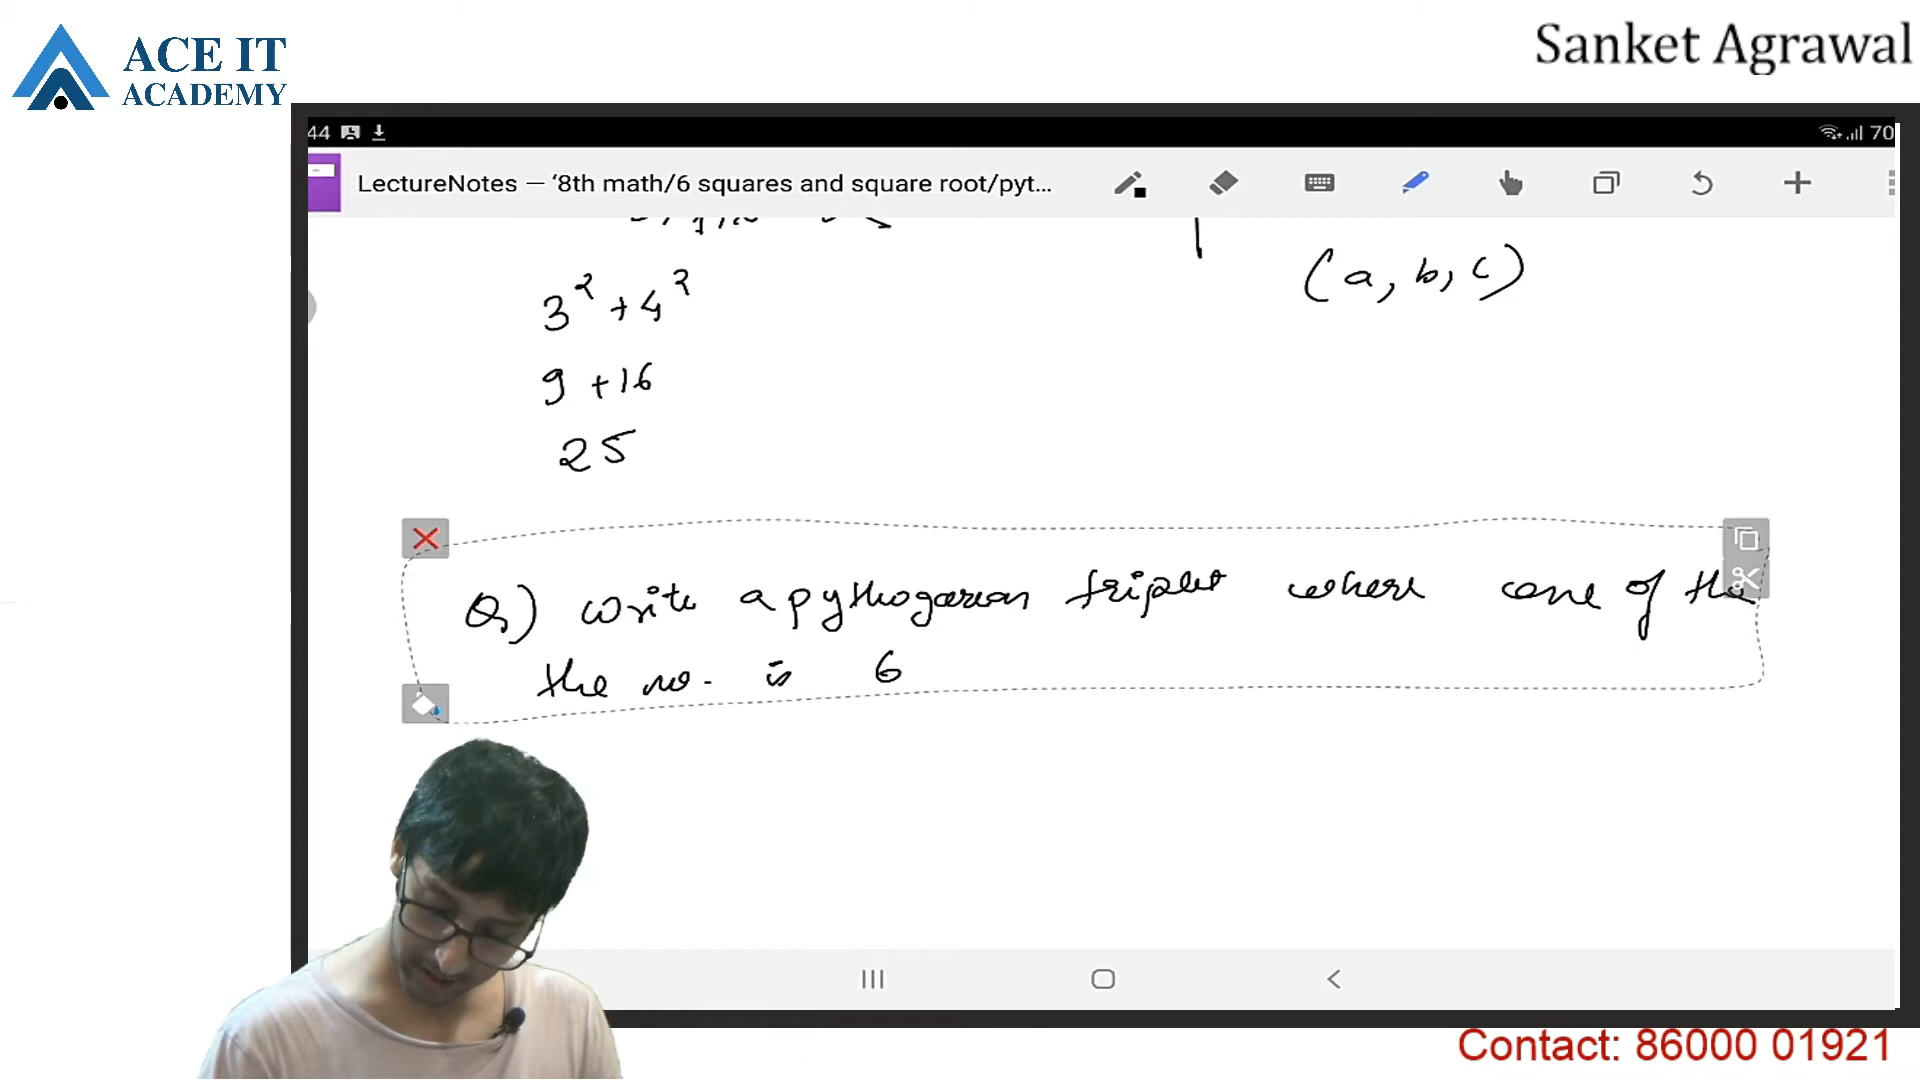 ACE IT
ACADEMY
Sanket Agrawal
44
70
LectureNotes — ‘8th math/6 squares and square root/pyt...
(a, b, c)
3² + 4²
9 + 16
25
Q) write a pythogorean triplet where one of the
the no. is 6
Contact: 86000 01921